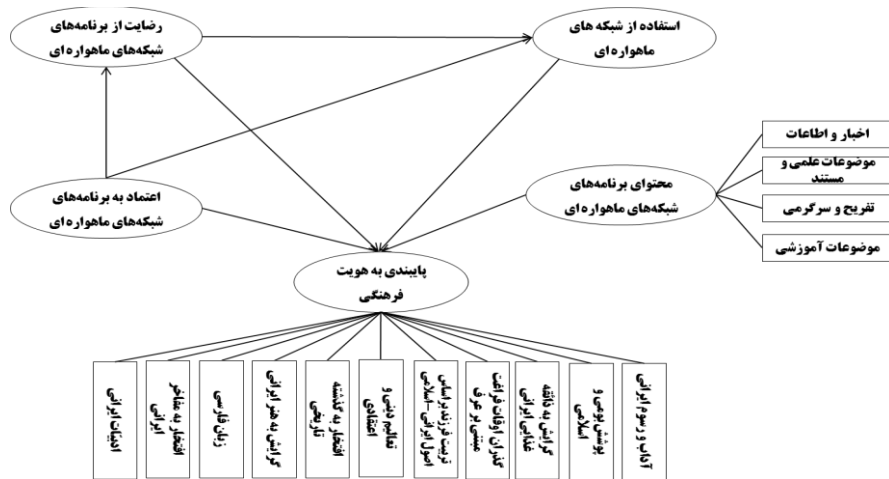 استفاده از شبکه های
ماهواره ای
رضایت از برنامه‌های
شبکه‌های ماهواره ای
اخبار و اطاعات
موضوعات علمی و
مستند
تفریح و سرگرمی
موضوعات آموزشی
محتوای برنامه‌های
شبکه‌های ماهواره ای
اعتماد به برنامه‌های
شبکه‌های ماهواره ای
پایبندی به هویت
فرهنگی
آداب و رسوم ایرانی
پوشش بومی و
اسلامی
گرایش به ذائقه
غذایی ایرانی
گذران اوقات فراغت
مبتنی بر عرف
تربیت فرزند بر اساس
اصول ایرانی–اسلامی
تعالیم دینی و
اعتقادی
افتخار به گذشته
تاریخی
گرایش به هنر ایرانی
زبان فارسی
افتخار به مفاخر
ایرانی
ادبیات ایرانی